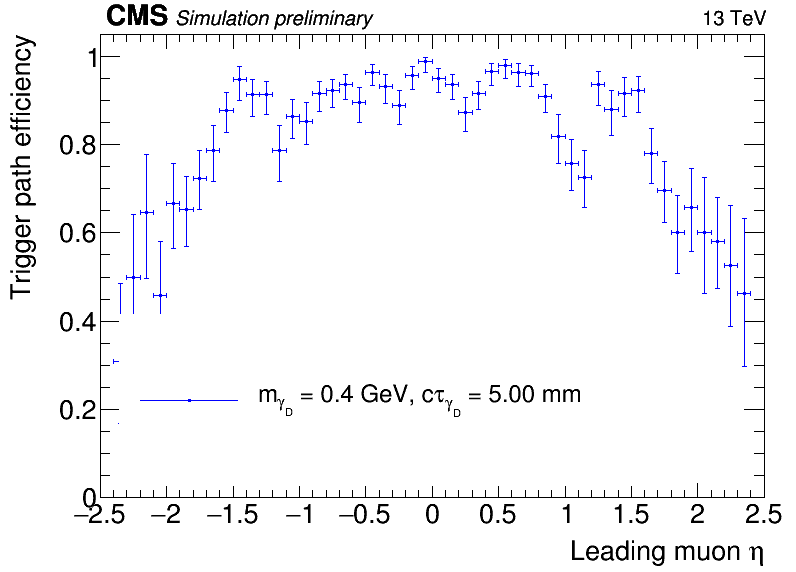 CMS Simulation preliminary 13 TeV
Trigger path efficiency
1
0.8
0.6
0.4
0.2
0
m_γ_D = 0.4 GeV, cτ_γ_D = 5.00 mm
−2.5 −2 −1.5 −1 −0.5 0 0.5 1 1.5 2 2.5
Leading muon η